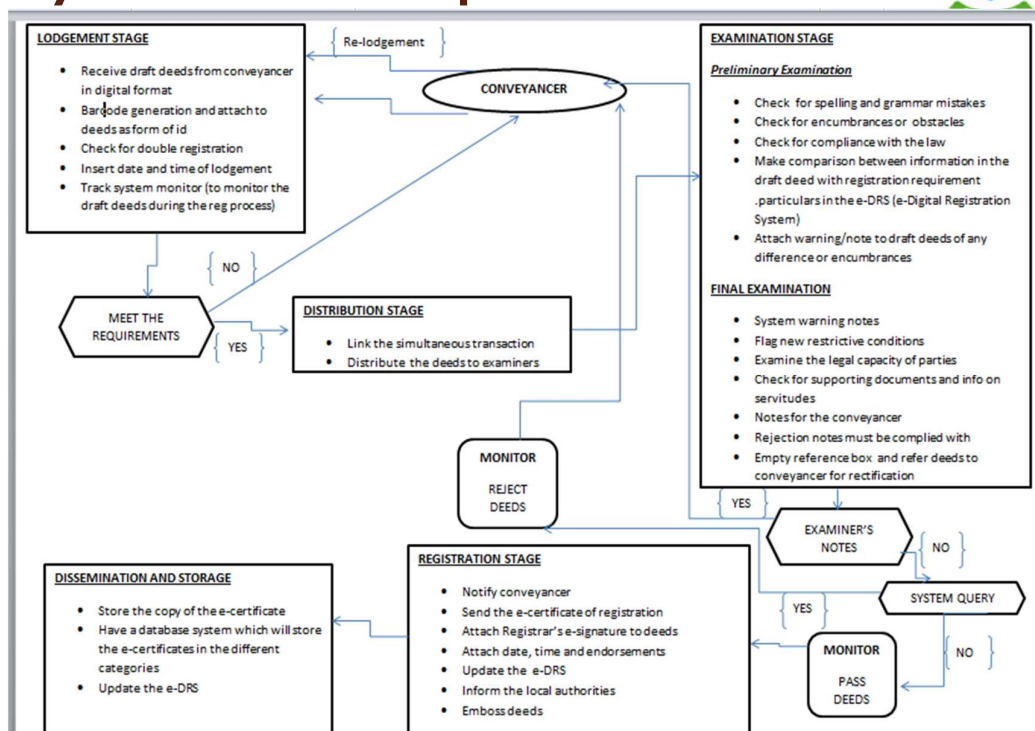 LODGEMENT STAGE
• Receive draft deeds from conveyancer
in digital format
• Barcode generation and attach to
deeds as form of id
• Check for double registration
• Insert date and time of lodgement
• Track system monitor (to monitor the
draft deeds during the reg process)
Re-lodgement
CONVEYANCER
EXAMINATION STAGE
Preliminary Examination
• Check for spelling and grammar mistakes
• Check for encumbrances or obstacles
• Check for compliance with the law
• Make comparison between information in the
draft deed with registration requirement
.particulars in the e-DRS (e-Digital Registration
System)
• Attach warning/note to draft deeds of any
difference or encumbrances
FINAL EXAMINATION
• System warning notes
• Flag new restrictive conditions
• Examine the legal capacity of parties
• Check for supporting documents and info on
servitudes
• Notes for the conveyancer
• Rejection notes must be complied with
• Empty reference box and refer deeds to
conveyancer for rectification
NO
MEET THE
REQUIREMENTS
YES
DISTRIBUTION STAGE
• Link the simultaneous transaction
• Distribute the deeds to examiners
MONITOR
REJECT
DEEDS
YES
EXAMINER'S
NOTES
NO
SYSTEM QUERY
YES
NO
MONITOR
PASS
DEEDS
REGISTRATION STAGE
• Notify conveyancer
• Send the e-certificate of registration
• Attach Registrar's e-signature to deeds
• Attach date, time and endorsements
• Update the e-DRS
• Inform the local authorities
• Emboss deeds
DISSEMINATION AND STORAGE
• Store the copy of the e-certificate
• Have a database system which will store
the e-certificates in the different
categories
• Update the e-DRS